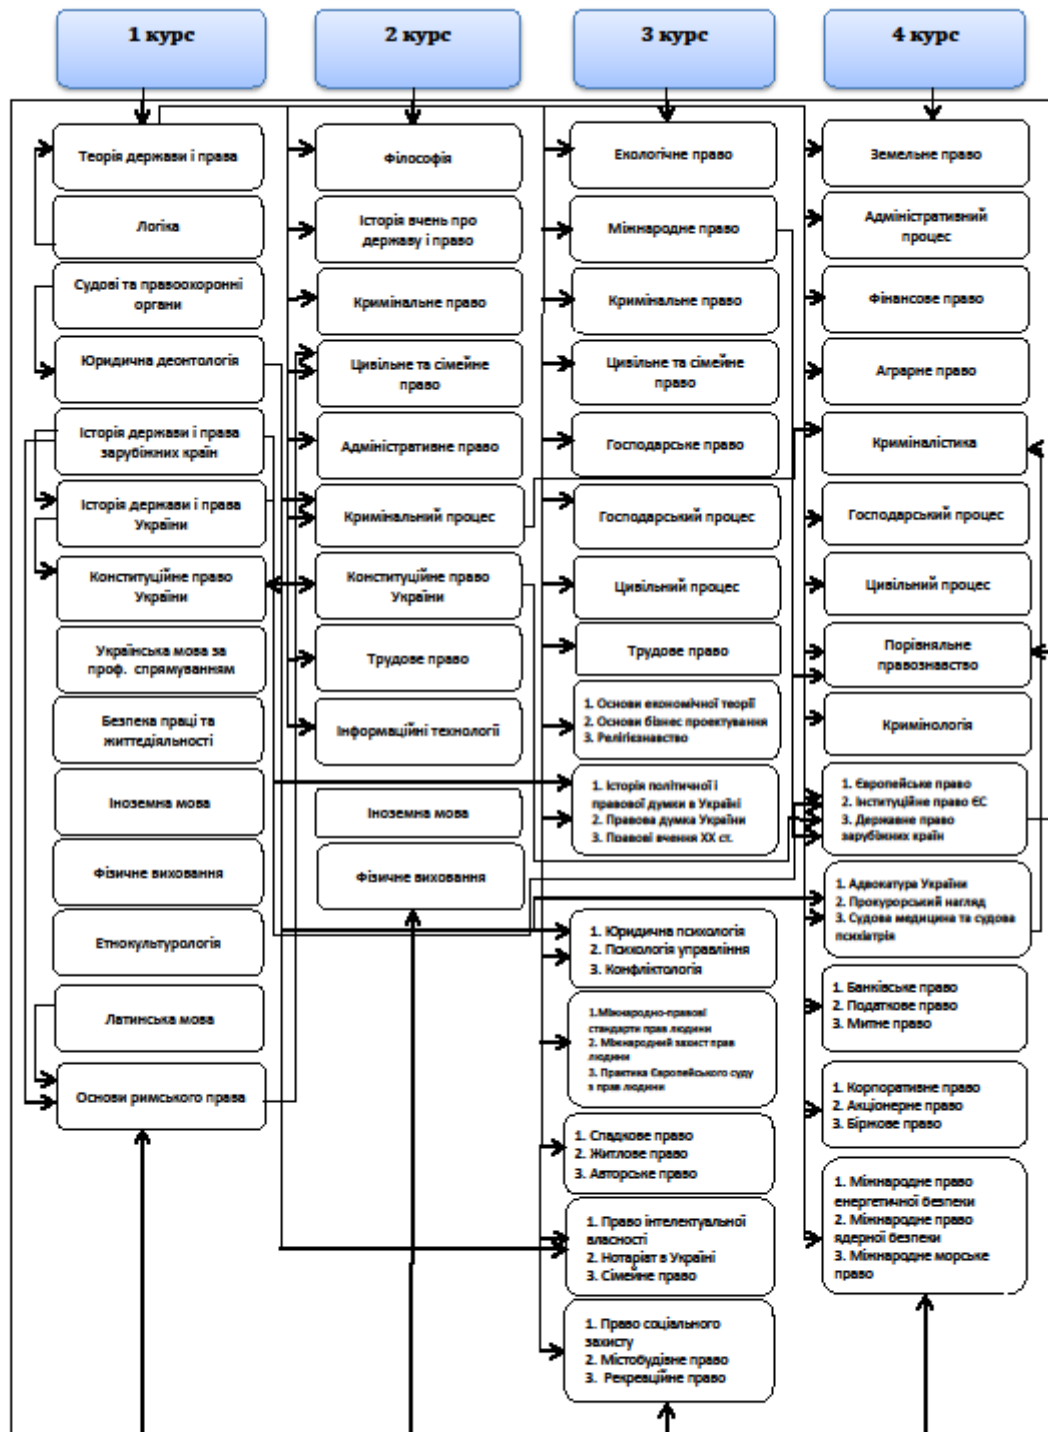 1 курс
2 курс
3 курс
4 курс
Теорія держави і права
Логіка
Судові та правоохоронні
органи
Юридична деонтологія
Історія держави і права
зарубіжних країн
Історія держави і права
України
Конституційне право
України
Українська мова за
проф. спрямуванням
Безпека праці та
життєдіяльності
Іноземна мова
Фізичне виховання
Етнокультурологія
Латинська мова
Основи римського права
Філософія
Історія вчень про
державу і право
Кримінальне право
Цивільне та сімейне
право
Адміністративне право
Кримінальний процес
Конституційне право
України
Трудове право
Інформаційні технології
Іноземна мова
Фізичне виховання
Екологічне право
Міжнародне право
Кримінальне право
Цивільне та сімейне
право
Господарське право
Господарський процес
Цивільний процес
Трудове право
1. Основи економічної теорії
2. Основи бізнес проектування
3. Релігієзнавство
1. Історія політичної і
правової думки в Україні
2. Правова думка України
3. Правові вчення ХХ ст.
1. Юридична психологія
2. Психологія управління
3. Конфліктологія
1.Міжнародно-правові
стандарти прав людини
2. Міжнародний захист прав
людини
3. Практика Європейського суду
з прав людини
1. Спадкове право
2. Житлове право
3. Авторське право
1. Право інтелектуальної
власності
2. Нотаріат в Україні
3. Сімейне право
1. Право соціального
захисту
2. Містобудівне право
3. Рекреаційне право
Земельне право
Адміністративний
процес
Фінансове право
Аграрне право
Криміналістика
Господарський процес
Цивільний процес
Порівняльне
правознавство
Кримінологія
1. Європейське право
2. Інституційне право ЄС
3. Державне право
зарубіжних країн
1. Адвокатура України
2. Прокурорський нагляд
3. Судова медицина та судова
психіатрія
1. Банківське право
2. Податкове право
3. Митне право
1. Корпоративне право
2. Акціонерне право
3. Біржове право
1. Міжнародне право
енергетичної безпеки
2. Міжнародне право
ядерної безпеки
3. Міжнародне морське
право